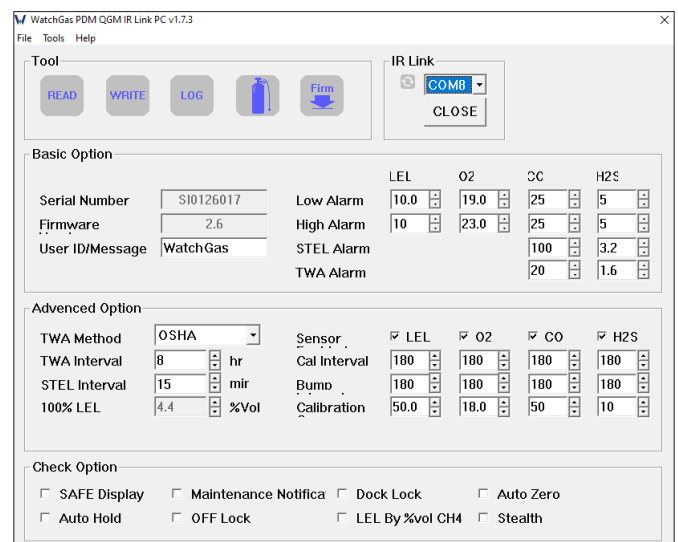 WatchGas PDM QGM IR Link PC v1.7.3
File Tools Help
Tool
READ WRITE LOG Firm
IR Link
COM8
CLOSE
Basic Option
LEL O2 CC H2S
Serial Number SI0126017 Low Alarm 10.0 19.0 25 5
Firmware 2.6 High Alarm 10 23.0 25 5
User ID/Message WatchGas STEL Alarm 100 3.2
TWA Alarm 20 1.6
Advanced Option
TWA Method OSHA Sensor LEL O2 CO H2S
TWA Interval 8 hr Cal Interval 180 180 180 180
STEL Interval 15 mir Bump 180 180 180 180
100% LEL 4.4 %Vol Calibration 50.0 18.0 50 10
Check Option
SAFE Display Maintenance Notifica Dock Lock Auto Zero
Auto Hold OFF Lock LEL By %vol CH4 Stealth